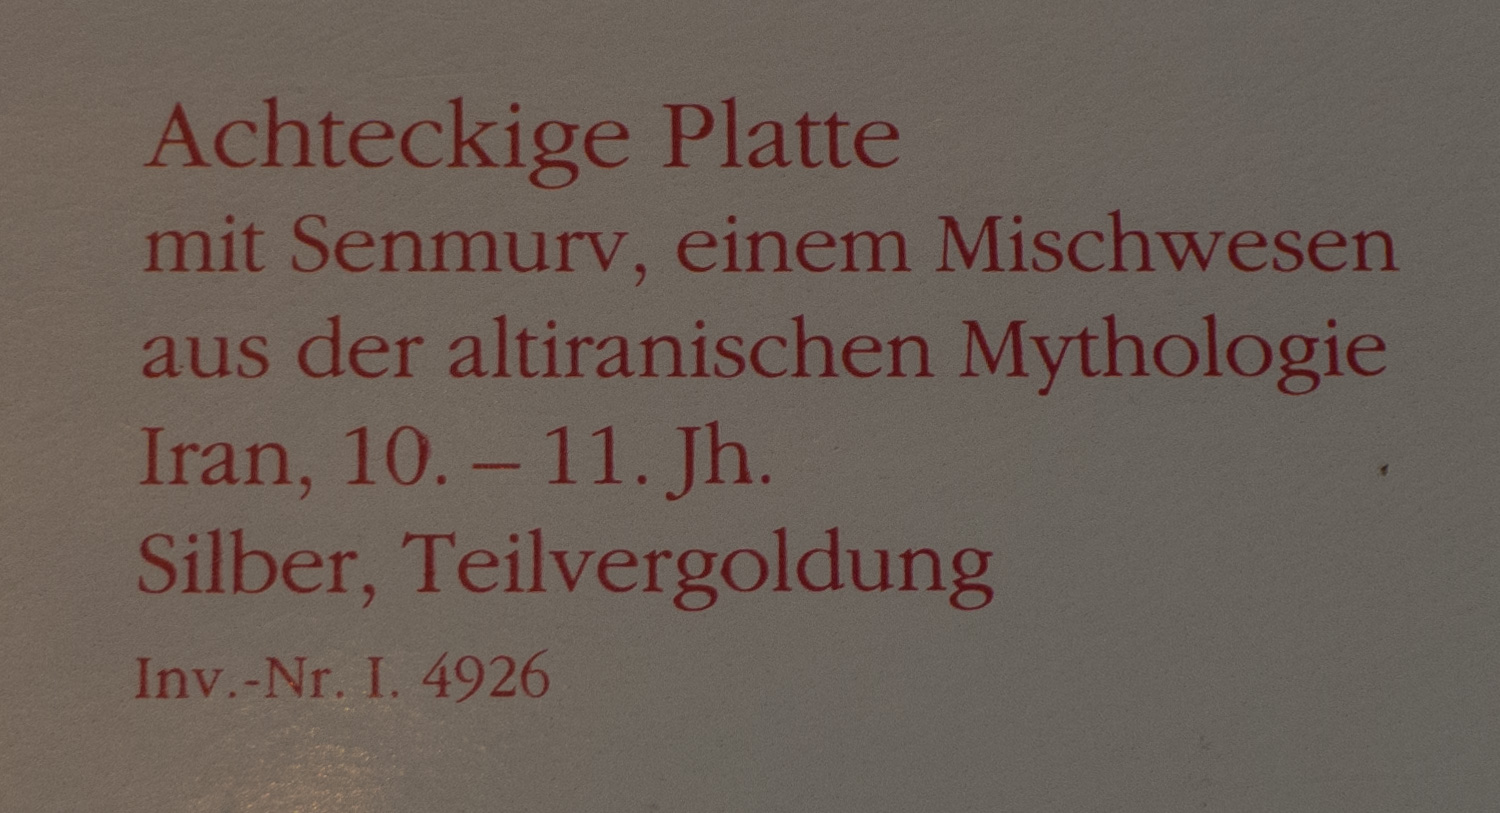 Achteckige Platte
mit Senmurv, einem Mischwesen
aus der altiranischen Mythologie
Iran, 10. – 11. Jh.
Silber, Teilvergoldung
Inv.-Nr. I. 4926